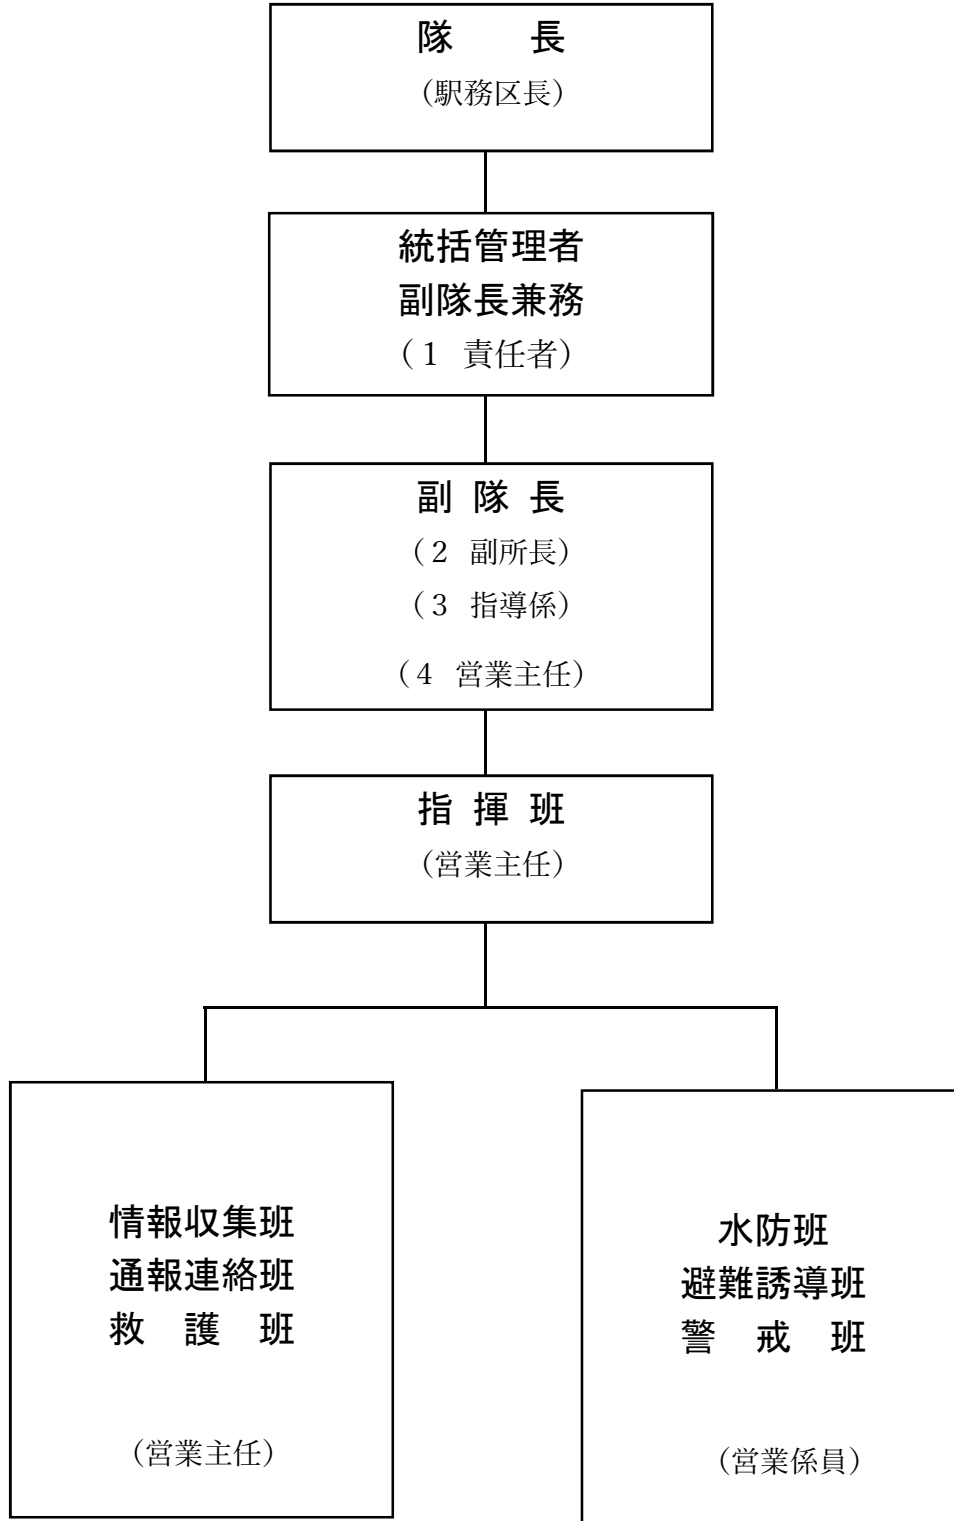 隊　　長
（駅務区長）
統括管理者
副隊長兼務
（１　責任者）
副 隊 長
（２　副所長）
（３　指導係）
（４　営業主任）
指 揮 班
（営業主任）
情報収集班
通報連絡班
救　護　班
（営業主任）
水防班
避難誘導班
警　戒　班
（営業係員）